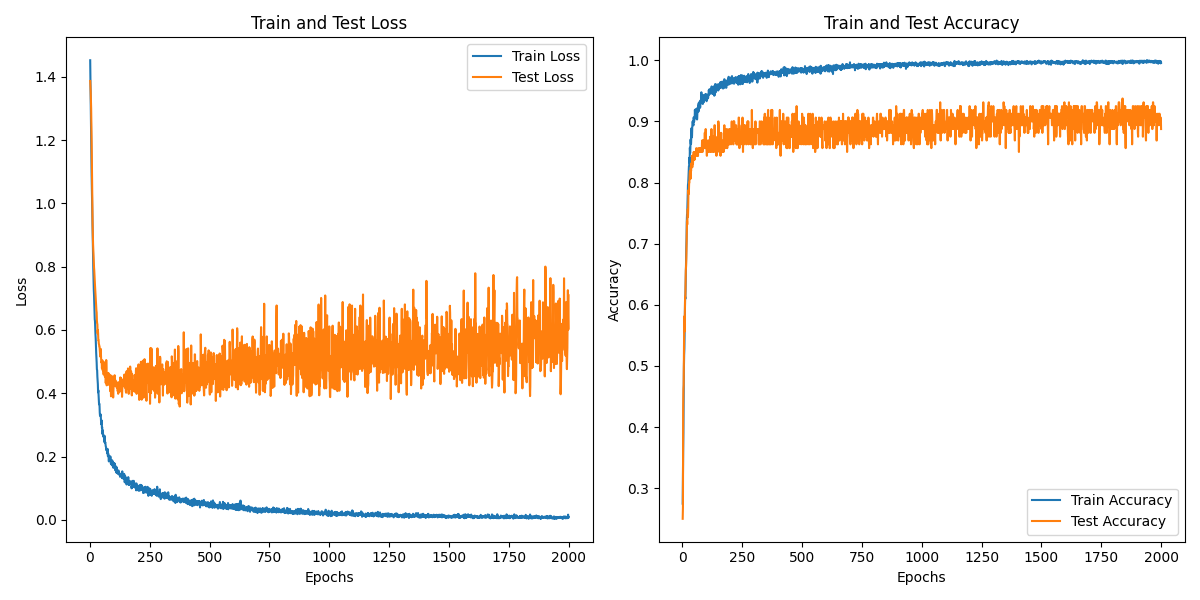 Train and Test Loss
Train Loss
Test Loss
1.4
1.2
1.0
0.8
0.6
0.4
0.2
0.0
Loss
0 250 500 750 1000 1250 1500 1750 2000
Epochs
Train and Test Accuracy
1.0
0.9
0.8
0.7
0.6
0.5
0.4
0.3
Accuracy
Train Accuracy
Test Accuracy
0 250 500 750 1000 1250 1500 1750 2000
Epochs